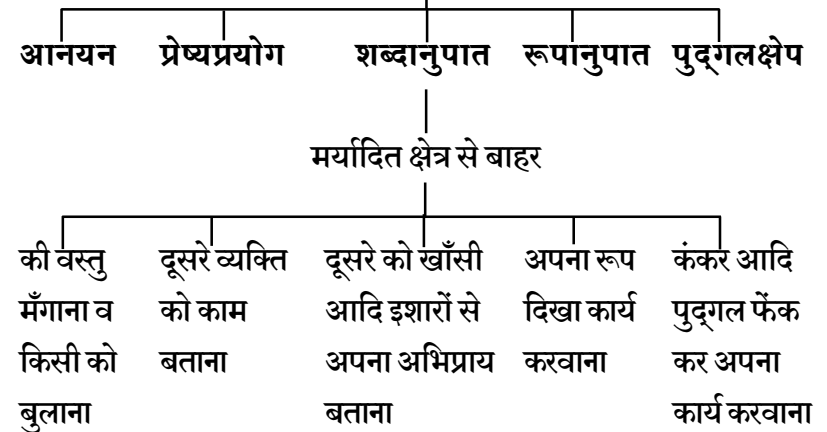 आनयन प्रेष्यप्रयोग शब्दानुपात रूपानुपात पुद्गलक्षेप
मर्यादित क्षेत्र से बाहर
की वस्तु दूसरे व्यक्ति दूसरे को खाँसी अपना रूप कंकर आदि
मँगाना व को काम आदि इशारों से दिखा कार्य पुद्गल फेंक
किसी को बताना अपना अभिप्राय करवाना कर अपना
बुलाना बताना कार्य करवाना